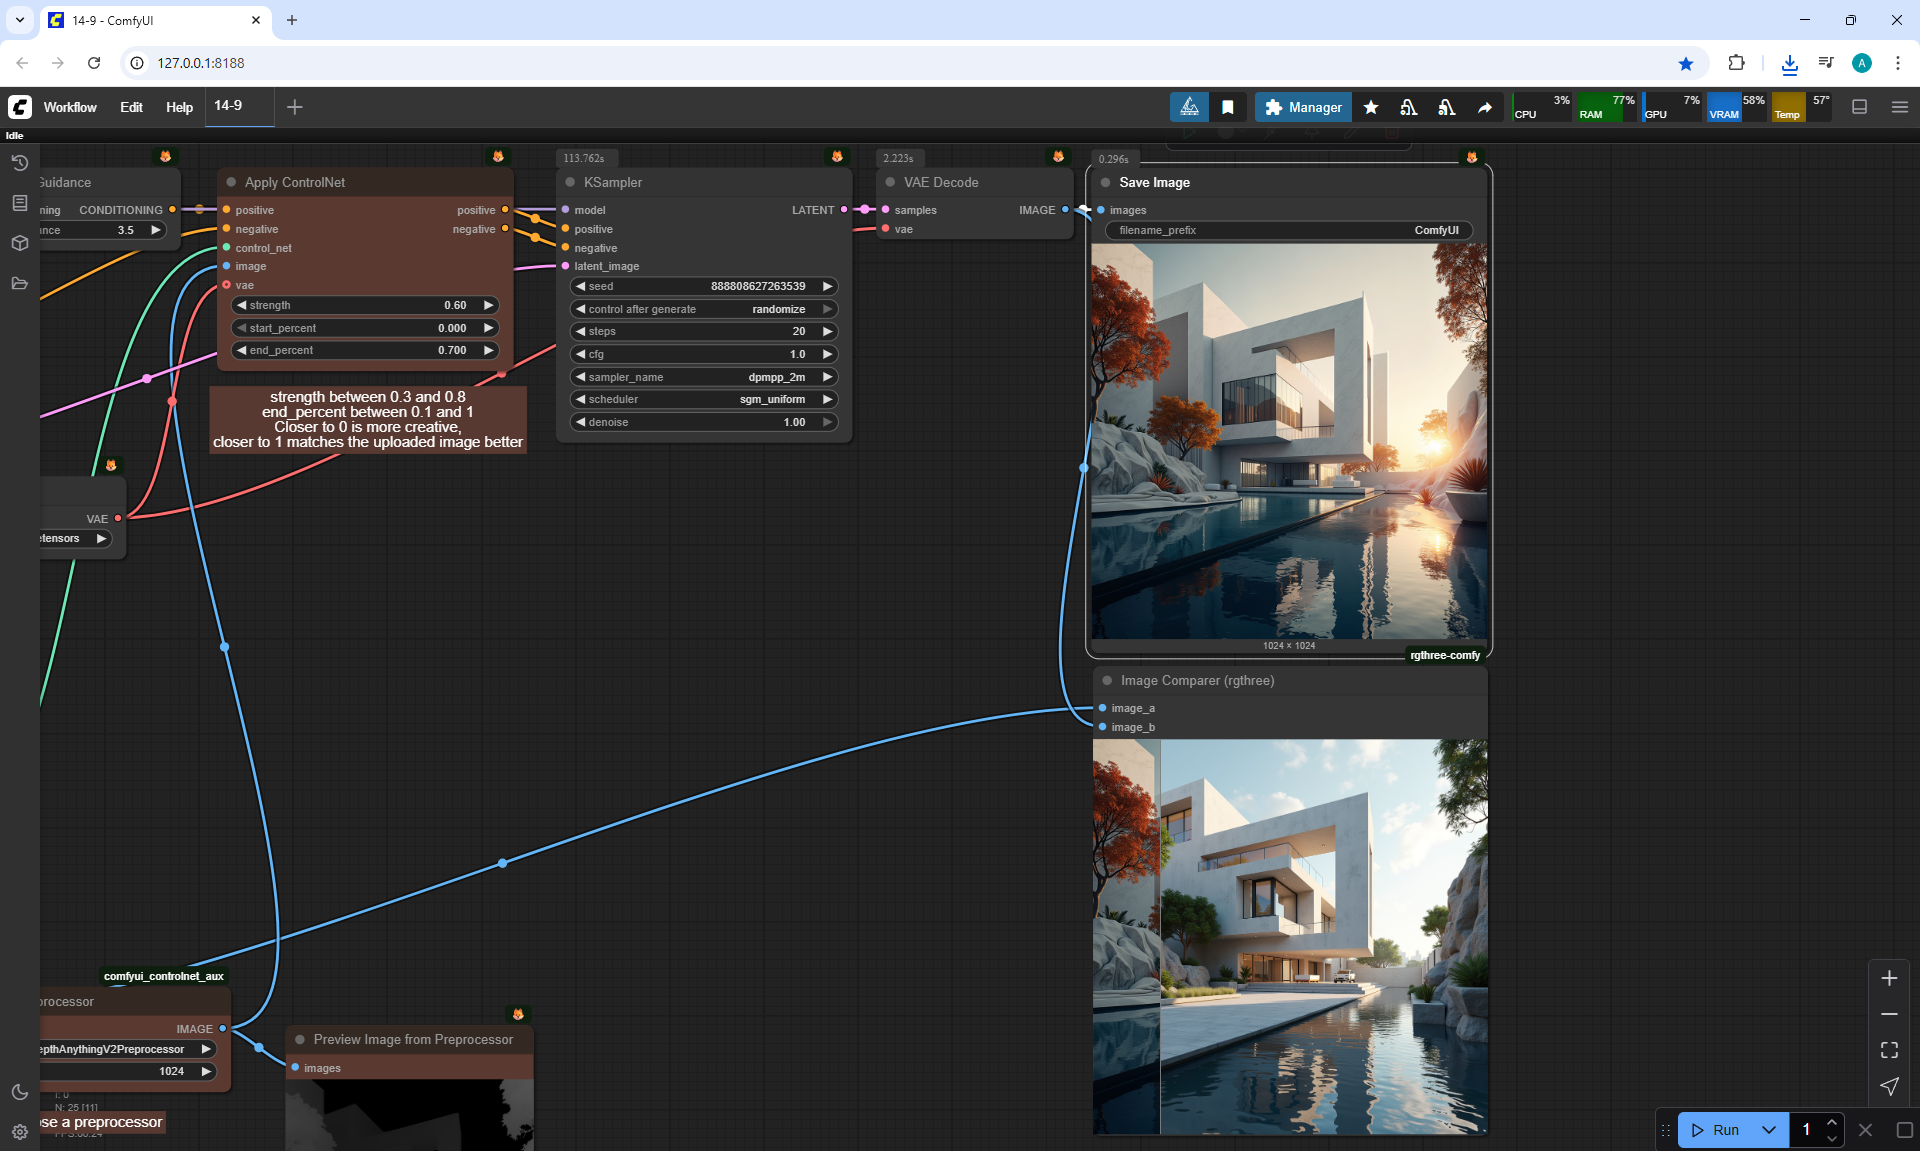 14-9 - ComfyUI
127.0.0.1:8188
A
Workflow
Edit
Help
14-9
Manager
CPU
3%
RAM
77%
GPU
7%
VRAM
58%
Temp
57°
Idle
Guidance
ning
CONDITIONING
nce
3.5
Apply ControlNet
positive
positive
negative
negative
control_net
image
vae
strength
0.60
start_percent
0.000
end_percent
0.700
strength between 0.3 and 0.8
end_percent between 0.1 and 1
Closer to 0 is more creative,
closer to 1 matches the uploaded image better
113.762s
KSampler
model
LATENT
positive
negative
latent_image
seed
888808627263539
control after generate
randomize
steps
20
cfg
1.0
sampler_name
dpmpp_2m
scheduler
sgm_uniform
denoise
1.00
2.223s
VAE Decode
samples
IMAGE
vae
0.296s
Save Image
images
filename_prefix
ComfyUI
1024 × 1024
rgthree-comfy
Image Comparer (rgthree)
image_a
image_b
VAE
etensors
comfyui_controlnet_aux
processor
IMAGE
epthAnythingV2Preprocessor
1024
N: 25 [11]
ose a preprocessor
Preview Image from Preprocessor
images
Run
1